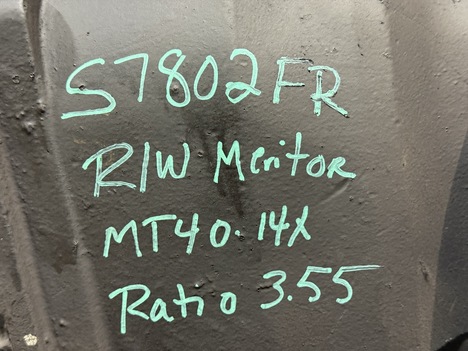 S7802FR
R/W Meritor
MT40-14X
Ratio 3.55